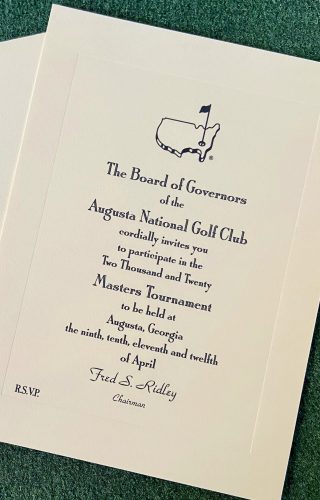 The Board of Governors
of the
Augusta National Golf Club
cordially invites you
to participate in the
Two Thousand and Twenty
Masters Tournament
to be held at
Augusta, Georgia
the ninth, tenth, eleventh and twelfth
of April
Fred S. Ridley
Chairman
R.S.V.P.